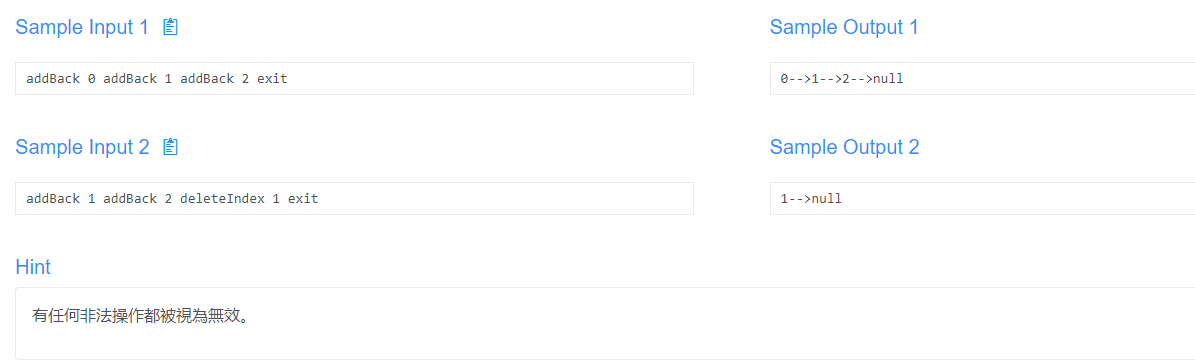 Sample Input 1
Sample Output 1
addBack 0 addBack 1 addBack 2 exit
0-->1-->2-->null
Sample Input 2
Sample Output 2
addBack 1 addBack 2 deleteIndex 1 exit
1-->null
Hint
有任何非法操作都被視為無效。